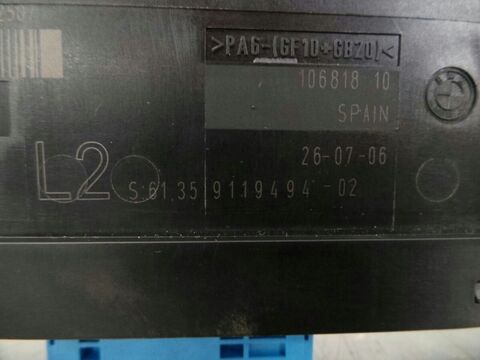 >PA6-(GF10+GB20)<
106818 10
SPAIN
26-07-06
L2
S:61.35 9119494-02